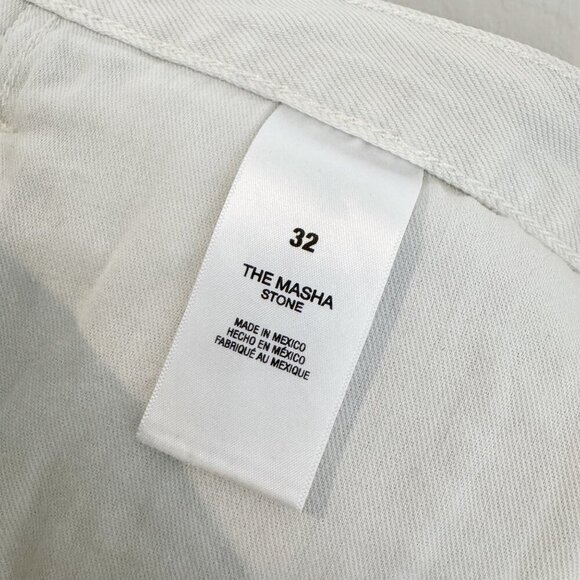 32
THE MASHA
STONE
MADE IN MEXICO
HECHO EN MÉXICO
FABRIQUÉ AU MEXIQUE